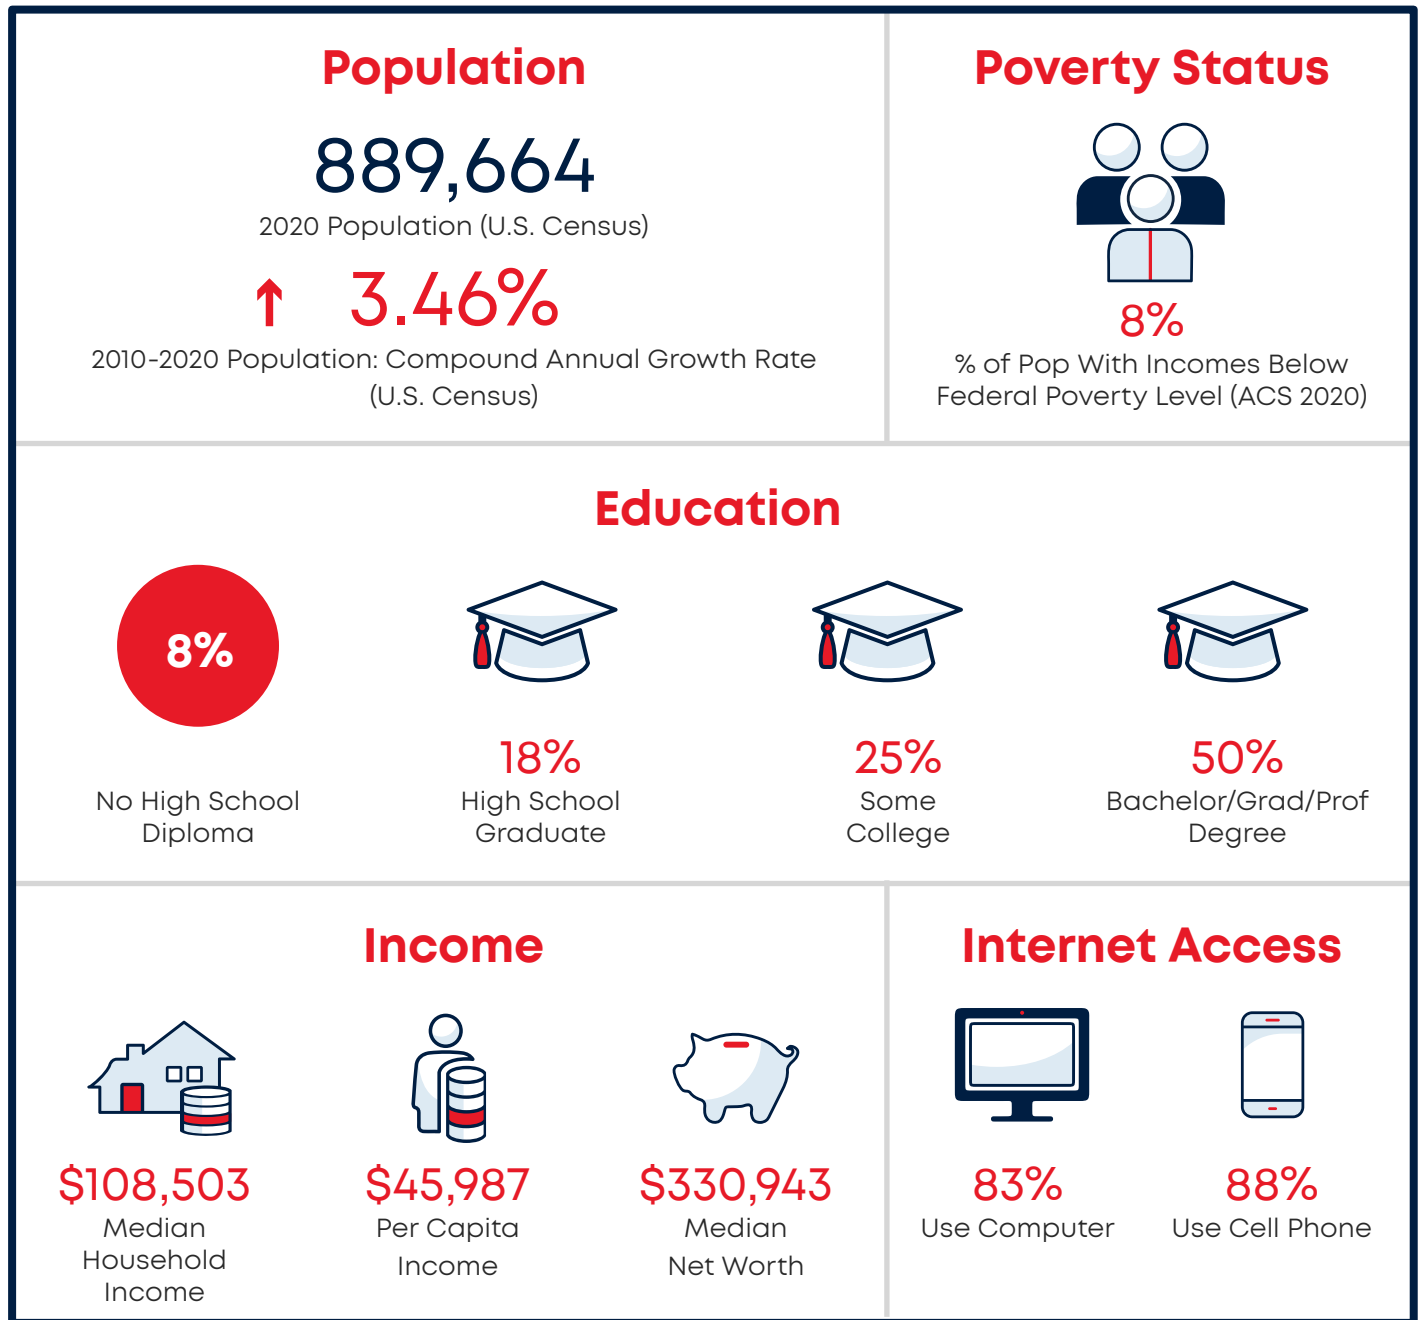 Population
889,664
2020 Population (U.S. Census)
↑ 3.46%
2010-2020 Population: Compound Annual Growth Rate
(U.S. Census)
Poverty Status
8%
% of Pop With Incomes Below
Federal Poverty Level (ACS 2020)
Education
8%
No High School
Diploma
18%
High School
Graduate
25%
Some
College
50%
Bachelor/Grad/Prof
Degree
Income
$108,503
Median
Household
Income
$45,987
Per Capita
Income
$330,943
Median
Net Worth
Internet Access
83%
Use Computer
88%
Use Cell Phone